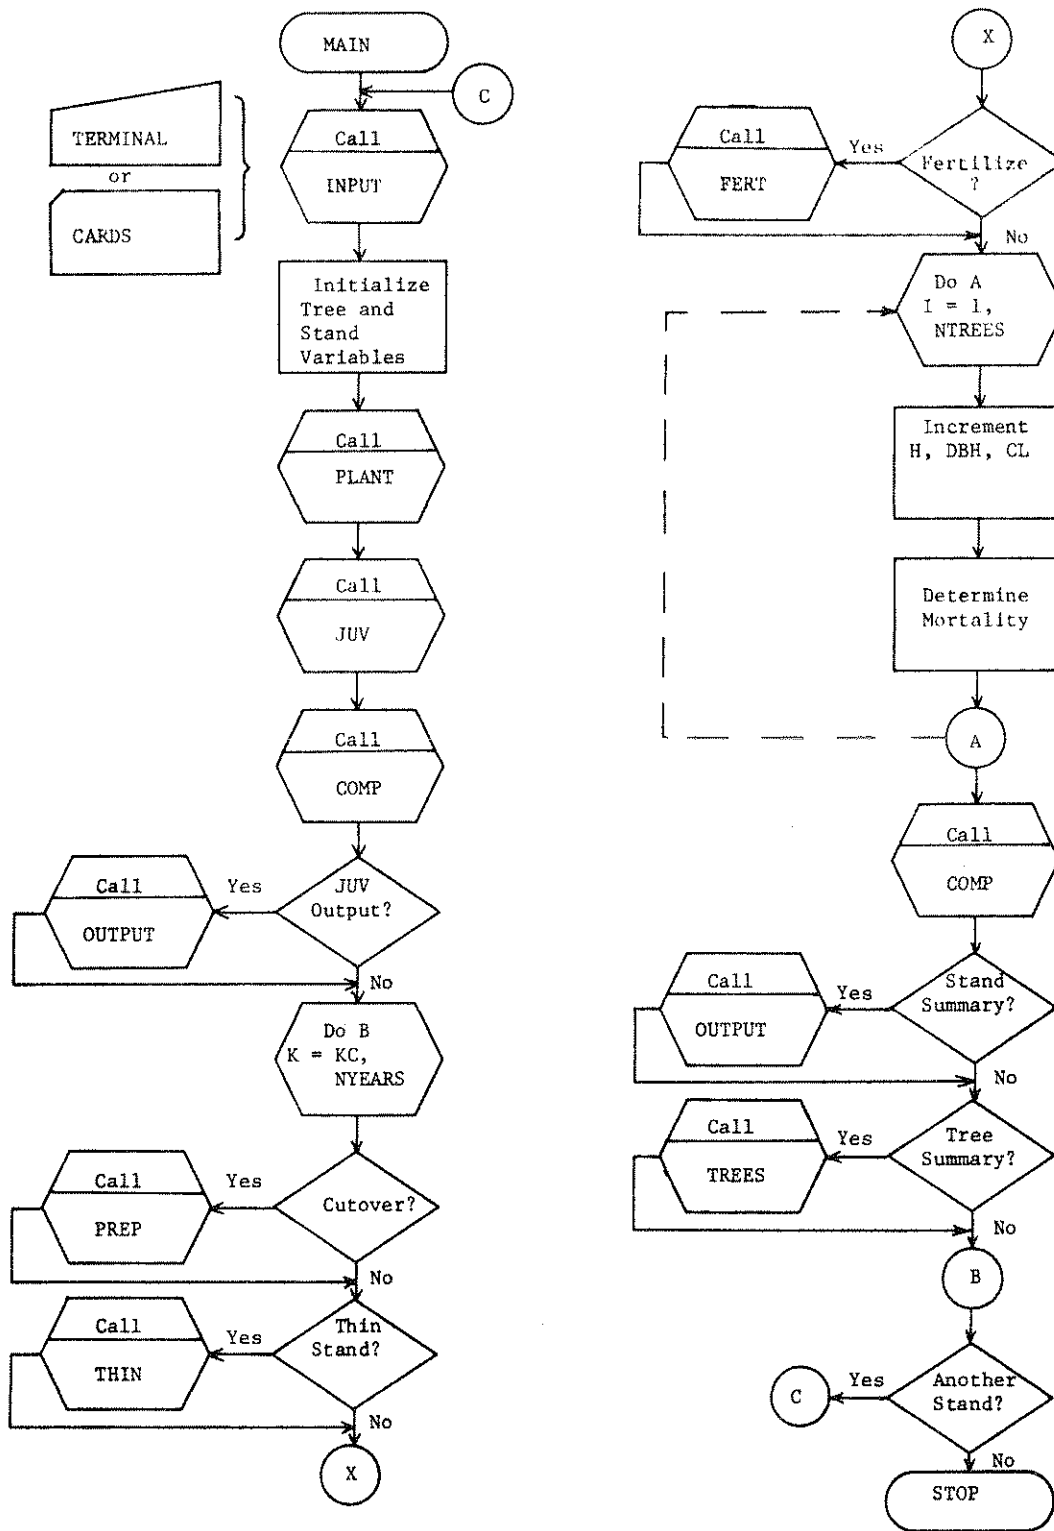 MAIN
C
TERMINAL
or
CARDS
Call
INPUT
Initialize
Tree and
Stand
Variables
Call
PLANT
Call
JUV
Call
COMP
JUV
Output?
Yes
Call
OUTPUT
No
Do B
K = KC,
NYEARS
Cutover?
Yes
Call
PREP
No
Thin
Stand?
Yes
Call
THIN
No
X
X
Fertilize
?
Yes
Call
FERT
No
Do A
I = 1,
NTREES
Increment
H, DBH, CL
Determine
Mortality
A
Call
COMP
Stand
Summary?
Yes
Call
OUTPUT
No
Tree
Summary?
Yes
Call
TREES
No
B
Another
Stand?
Yes
C
No
STOP